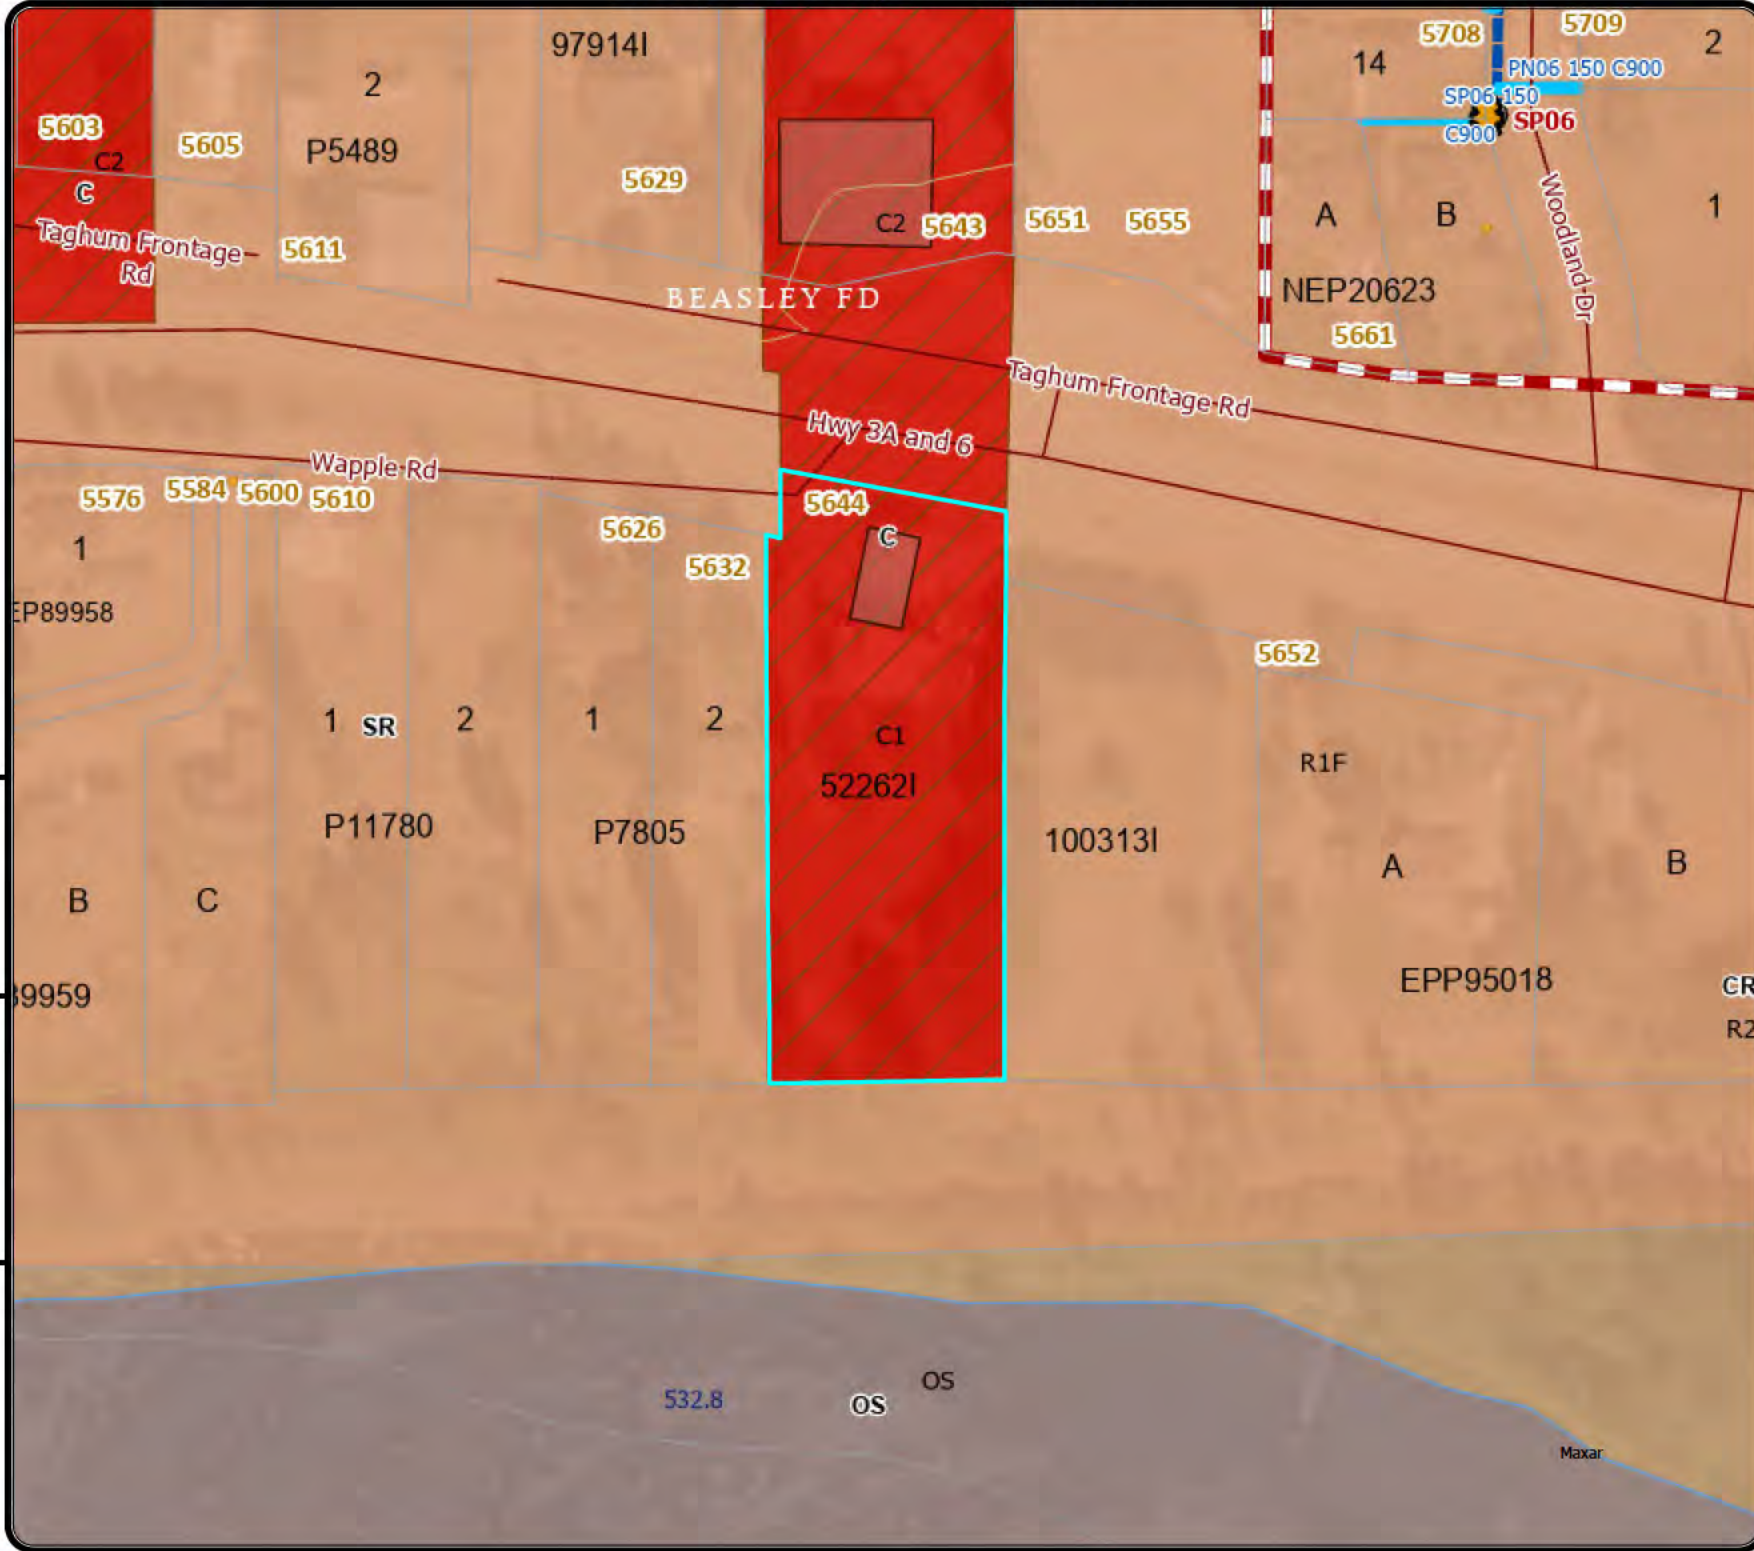 97914I
5708
5709
2
14
PN06 150 C900
SP06 150
C900
SP06
2
5603
C2
5605
P5489
C
5629
Taghum Frontage
Rd
5611
C2
5643
5651
5655
A
B
1
Woodland Dr
NEP20623
5661
BEASLEY FD
Taghum Frontage Rd
Hwy 3A and 6
Wapple Rd
5576
5584
5600
5610
5644
5626
C
5632
1
EP89958
5652
1
SR
2
1
2
C1
52262I
R1F
P11780
P7805
100313I
A
B
B
C
EPP95018
39959
CR
R2
532.8
OS
OS
Maxar